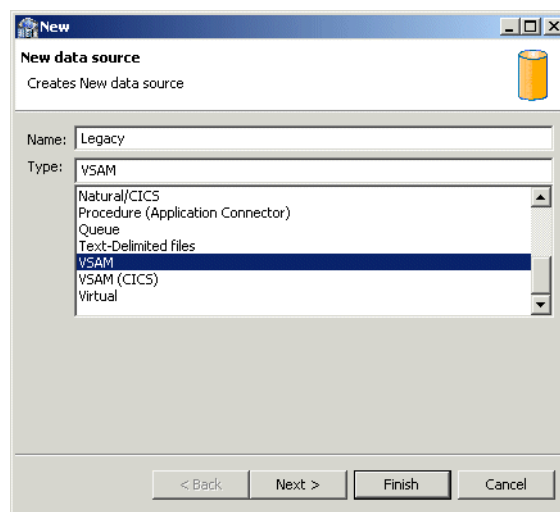 New
New data source
Creates New data source
Name: Legacy
Type: VSAM
Natural/CICS
Procedure (Application Connector)
Queue
Text-Delimited files
VSAM
VSAM (CICS)
Virtual
< Back Next > Finish Cancel